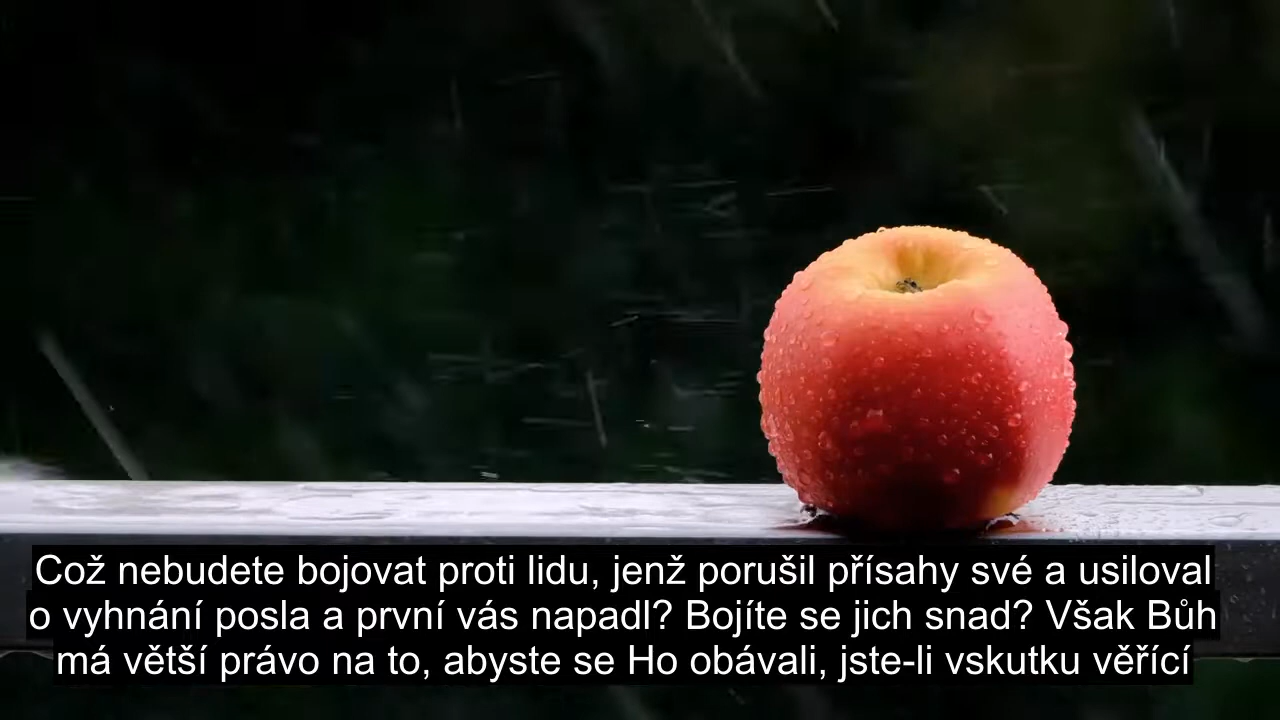 Což nebudete bojovat proti lidu, jenž porušil přísahy své a usiloval
o vyhnání posla a první vás napadl? Bojíte se jich snad? Však Bůh
má větší právo na to, abyste se Ho obávali, jste-li vskutku věřící